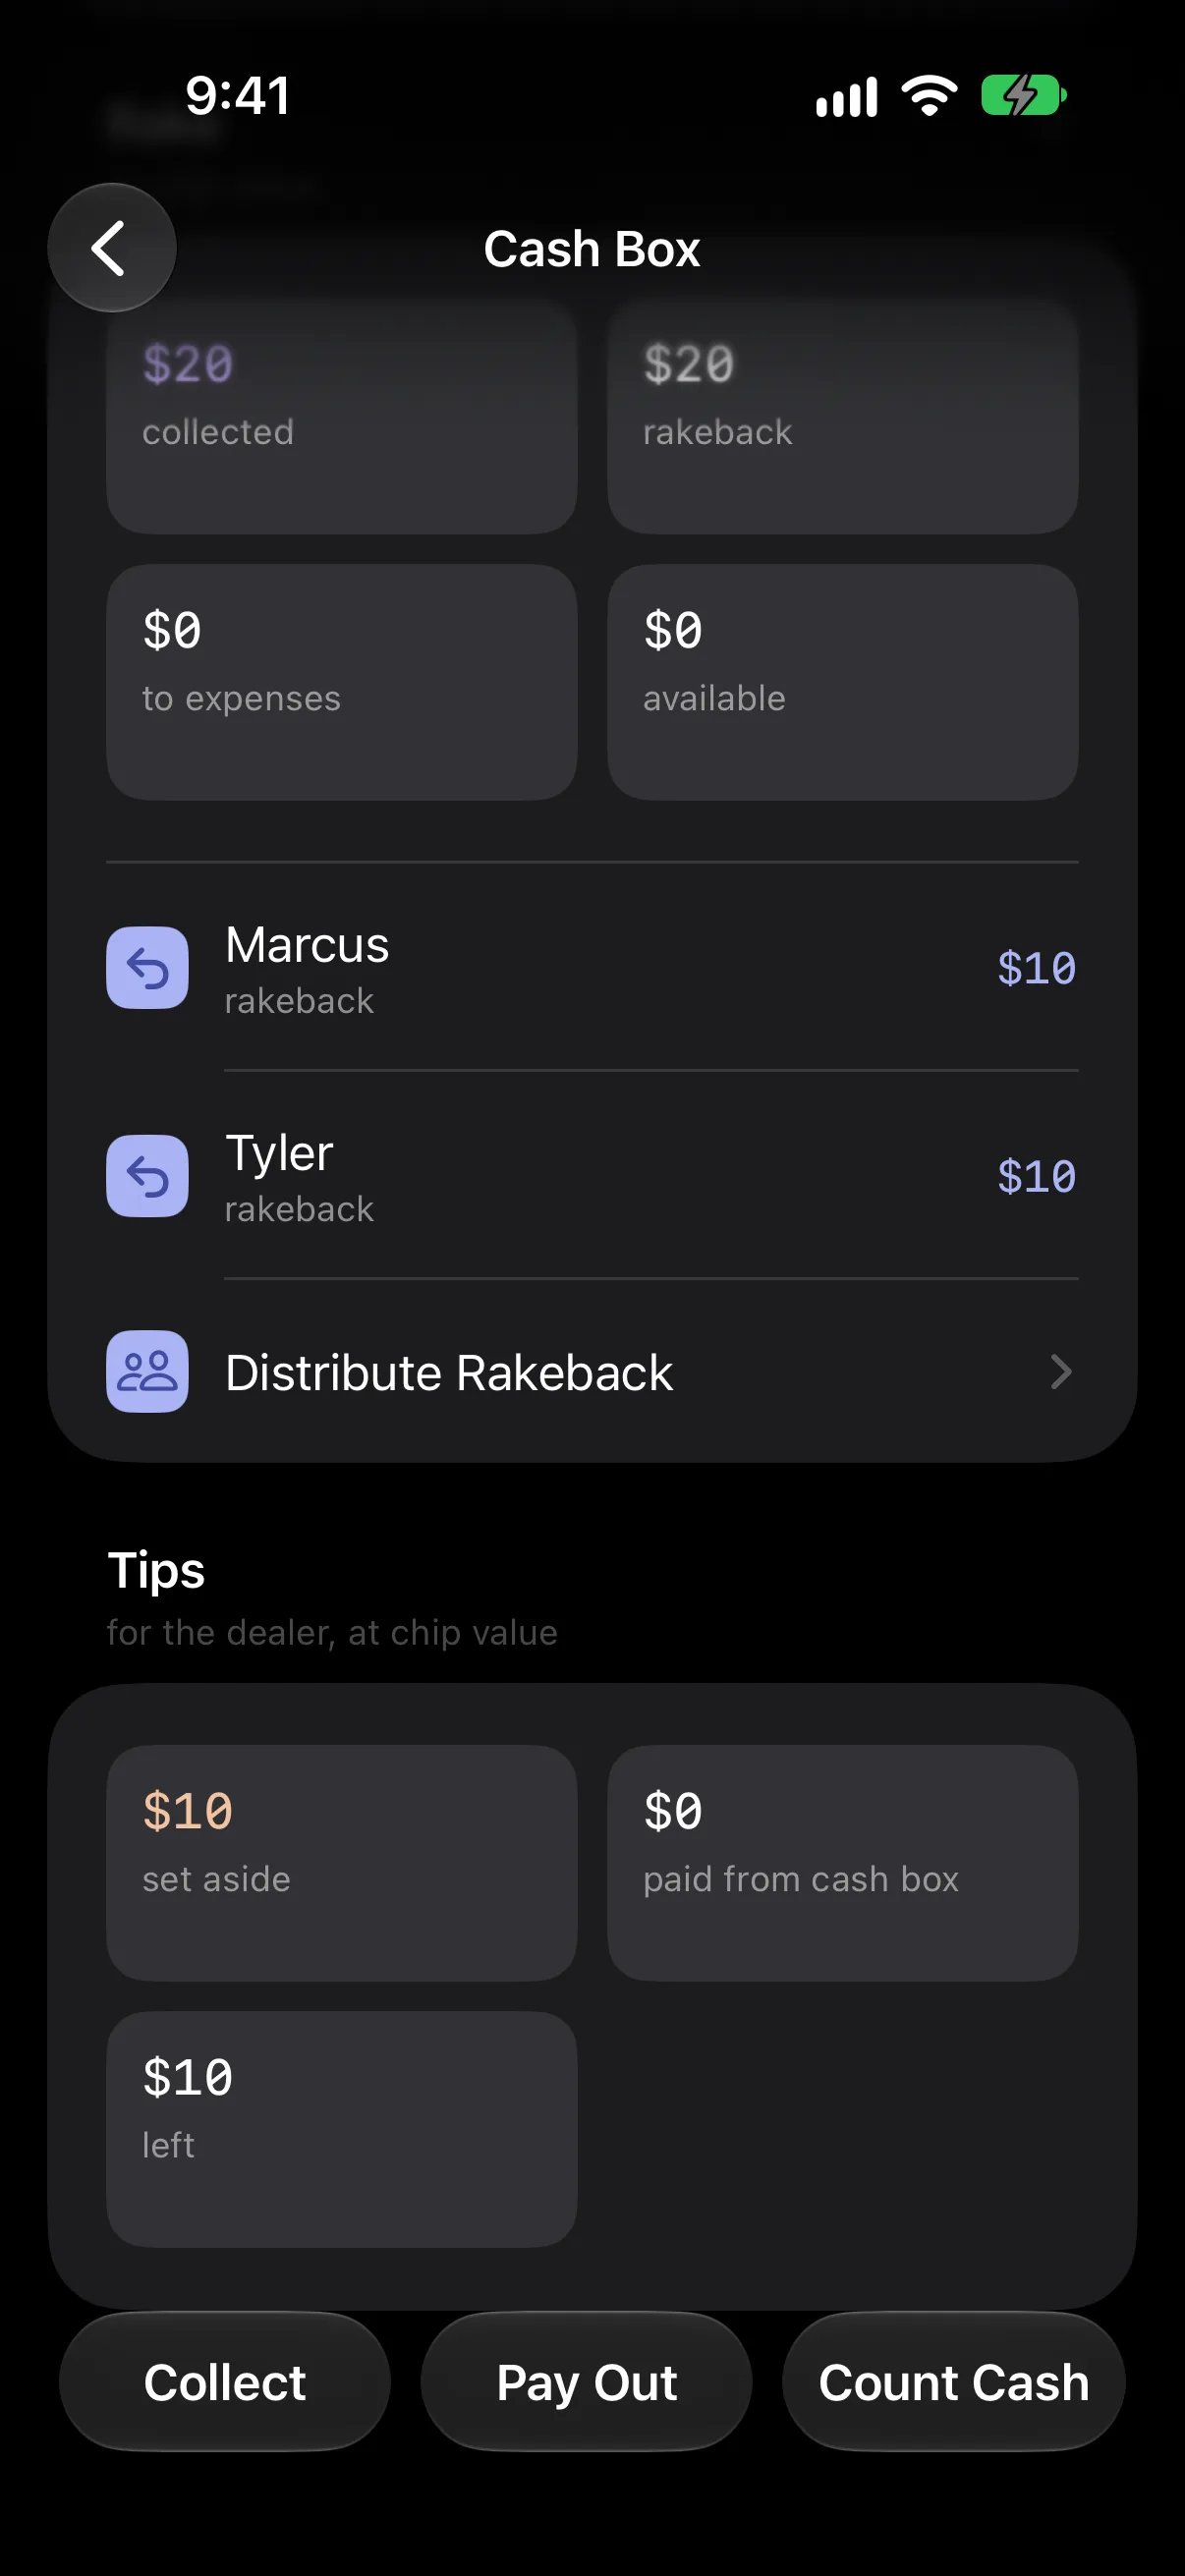 9:41
Cash Box
$20
collected
$20
rakeback
$0
to expenses
$0
available
Marcus
rakeback
$10
Tyler
rakeback
$10
Distribute Rakeback
Tips
for the dealer, at chip value
$10
set aside
$0
paid from cash box
$10
left
Collect
Pay Out
Count Cash